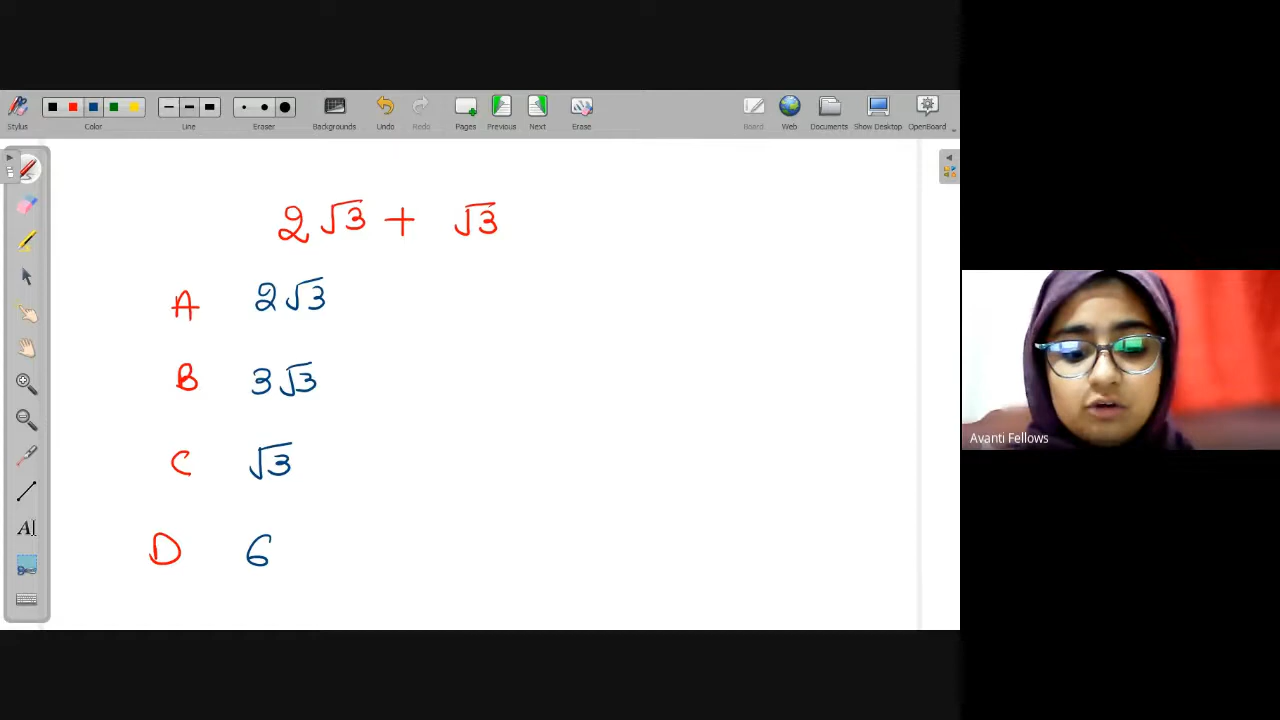 Stylus Color Line Eraser Backgrounds Undo Redo Pages Previous Next Erase Board Web Documents Show Desktop OpenBoard
2√3 + √3
A 2√3
B 3√3
C √3
D 6
Avanti Fellows